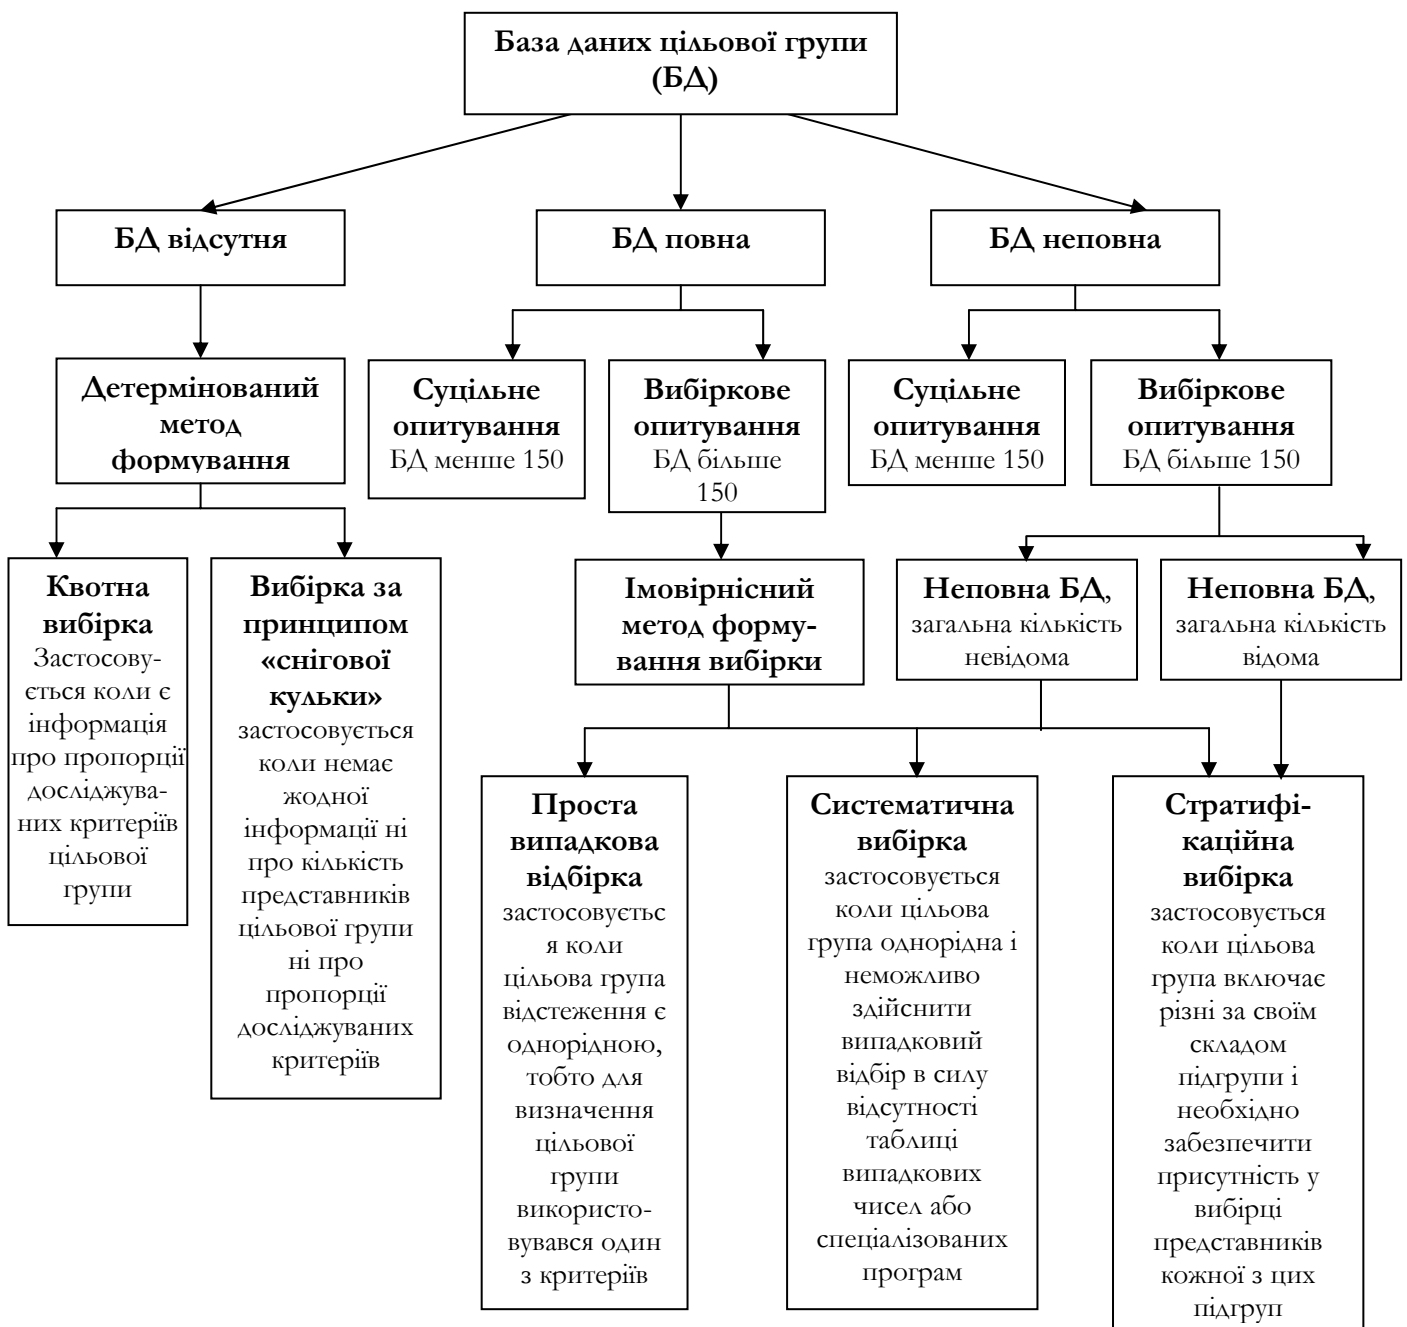 База даних цільової групи
(БД)
БД відсутня
БД повна
БД неповна
Детермінований
метод
формування
Суцільне
опитування
БД менше 150
Вибіркове
опитування
БД більше
150
Суцільне
опитування
БД менше 150
Вибіркове
опитування
БД більше 150
Квотна
вибірка
Застосову-
ється коли є
інформація
про пропорції
досліджува-
них критеріїв
цільової
групи
Вибірка за
принципом
«снігової
кульки»
застосовується
коли немає
жодної
інформації ні
про кількість
представників
цільової групи
ні про
пропорції
досліджуваних
критеріїв
Імовірнісний
метод форму-
вання вибірки
Неповна БД,
загальна кількість
невідома
Неповна БД,
загальна кількість
відома
Проста
випадкова
відбірка
застосовуєтьс
я коли
цільова група
відстеження є
однорідною,
тобто для
визначення
цільової
групи
використо-
вувався один
з критеріїв
Систематична
вибірка
застосовується
коли цільова
група однорідна і
неможливо
здійснити
випадковий
відбір в силу
відсутності
таблиці
випадкових
чисел або
спеціалізованих
програм
Стратифі-
каційна
вибірка
застосовується
коли цільова
група включає
різні за своїм
складом
підгрупи і
необхідно
забезпечити
присутність у
вибірці
представників
кожної з цих
підгруп